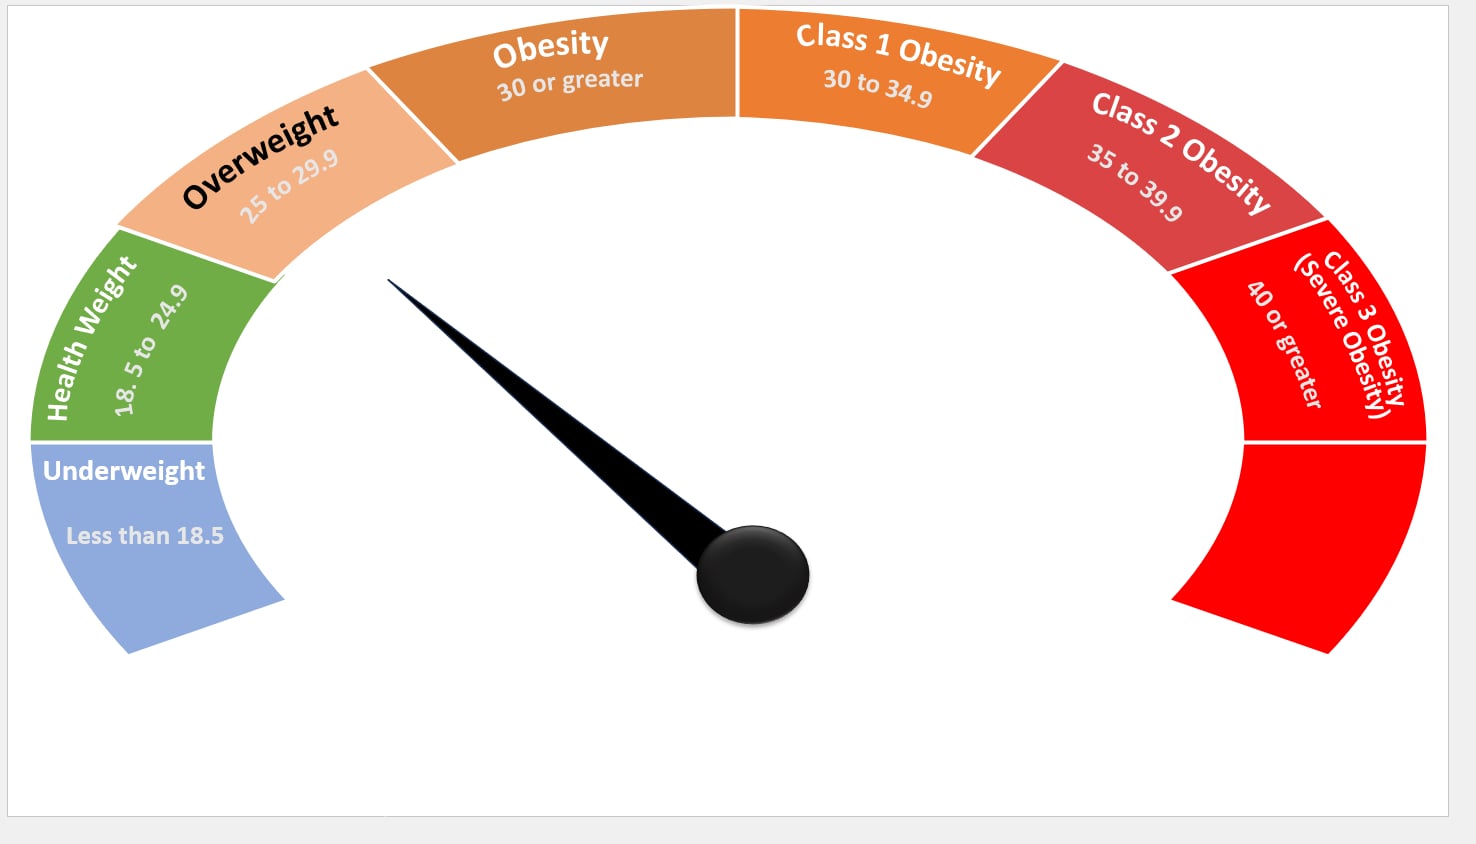 Underweight
Less than 18.5
Health Weight
18. 5 to 24.9
Overweight
25 to 29.9
Obesity
30 or greater
Class 1 Obesity
30 to 34.9
Class 2 Obesity
35 to 39.9
Class 3 Obesity
(Severe Obesity)
40 or greater